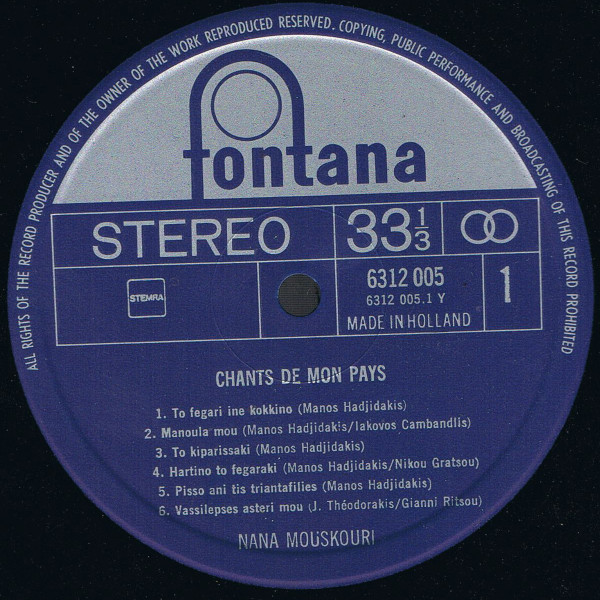 ALL RIGHTS OF THE RECORD PRODUCER AND OF THE OWNER OF THE WORK REPRODUCED RESERVED. COPYING, PUBLIC PERFORMANCE AND BROADCASTING OF THIS RECORD PROHIBITED
fontana
STEREO 33 1/3
STEMRA
6312 005
6312 005.1 Y
1
MADE IN HOLLAND
CHANTS DE MON PAYS
1. To fegari ine kokkino (Manos Hadjidakis)
2. Manoula mou (Manos Hadjidakis/Iakovos Cambandlis)
3. To kiparissaki (Manos Hadjidakis)
4. Hartino to fegaraki (Manos Hadjidakis/Nikou Gratsou)
5. Pisso ani tis triantafilies (Manos Hadjidakis)
6. Vassilepses asteri mou (J. Théodorakis/Gianni Ritsou)
NANA MOUSKOURI